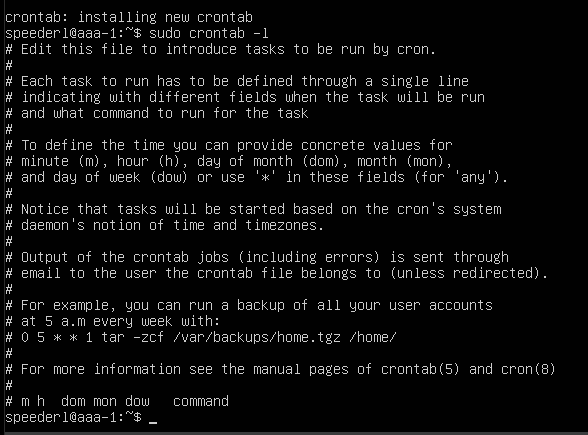 crontab: installing new crontab
speederl@aaa-1:~$ sudo crontab -l
# Edit this file to introduce tasks to be run by cron.
#
# Each task to run has to be defined through a single line
# indicating with different fields when the task will be run
# and what command to run for the task
#
# To define the time you can provide concrete values for
# minute (m), hour (h), day of month (dom), month (mon),
# and day of week (dow) or use '*' in these fields (for 'any').
#
# Notice that tasks will be started based on the cron's system
# daemon's notion of time and timezones.
#
# Output of the crontab jobs (including errors) is sent through
# email to the user the crontab file belongs to (unless redirected).
#
# For example, you can run a backup of all your user accounts
# at 5 a.m every week with:
# 0 5 * * 1 tar -zcf /var/backups/home.tgz /home/
#
# For more information see the manual pages of crontab(5) and cron(8)
#
# m h  dom mon dow   command
speederl@aaa-1:~$ _